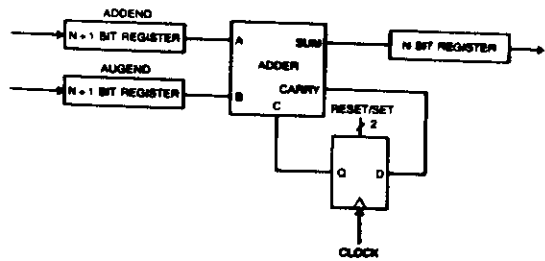 ADDEND
N + 1 BIT REGISTER
AUGEND
N + 1 BIT REGISTER
A
B
ADDER
SUM
CARRY
C
N BIT REGISTER
RESET/SET
2
Q
D
CLOCK